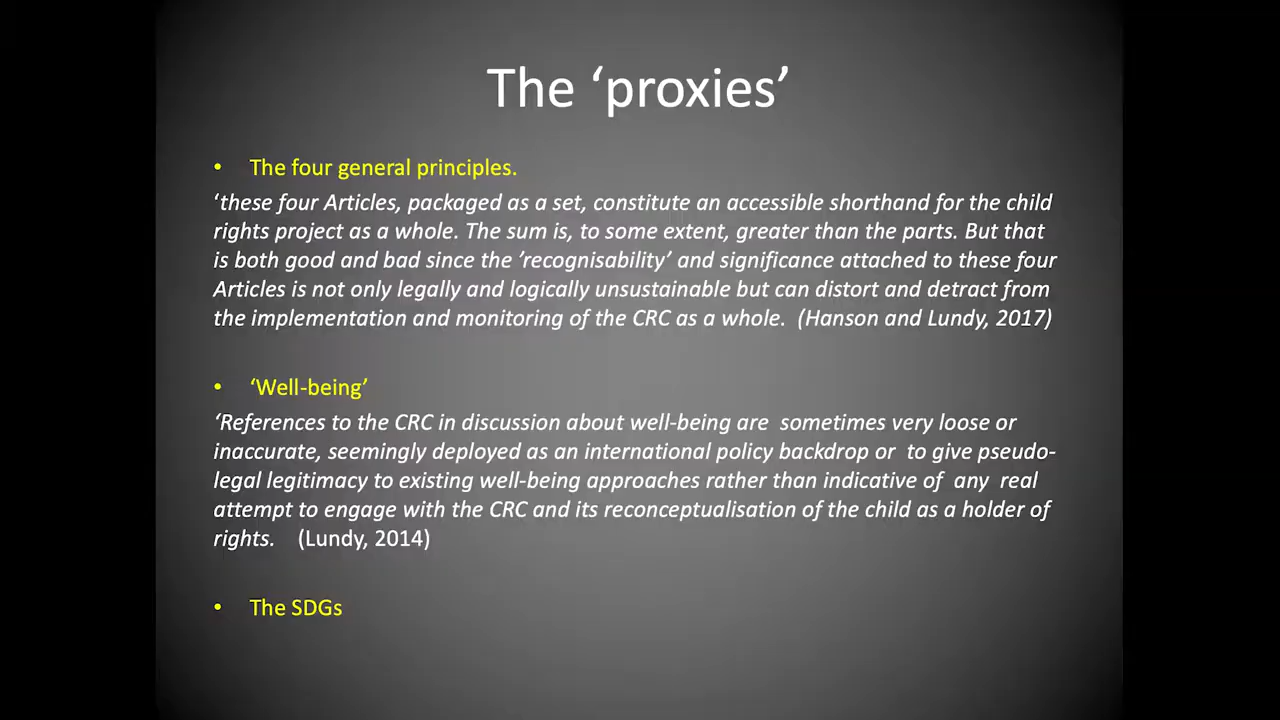 The ‘proxies’
• The four general principles.
‘these four Articles, packaged as a set, constitute an accessible shorthand for the child
rights project as a whole. The sum is, to some extent, greater than the parts. But that
is both good and bad since the ’recognisability’ and significance attached to these four
Articles is not only legally and logically unsustainable but can distort and detract from
the implementation and monitoring of the CRC as a whole. (Hanson and Lundy, 2017)
• ‘Well-being’
‘References to the CRC in discussion about well-being are sometimes very loose or
inaccurate, seemingly deployed as an international policy backdrop or to give pseudo-
legal legitimacy to existing well-being approaches rather than indicative of any real
attempt to engage with the CRC and its reconceptualisation of the child as a holder of
rights. (Lundy, 2014)
• The SDGs